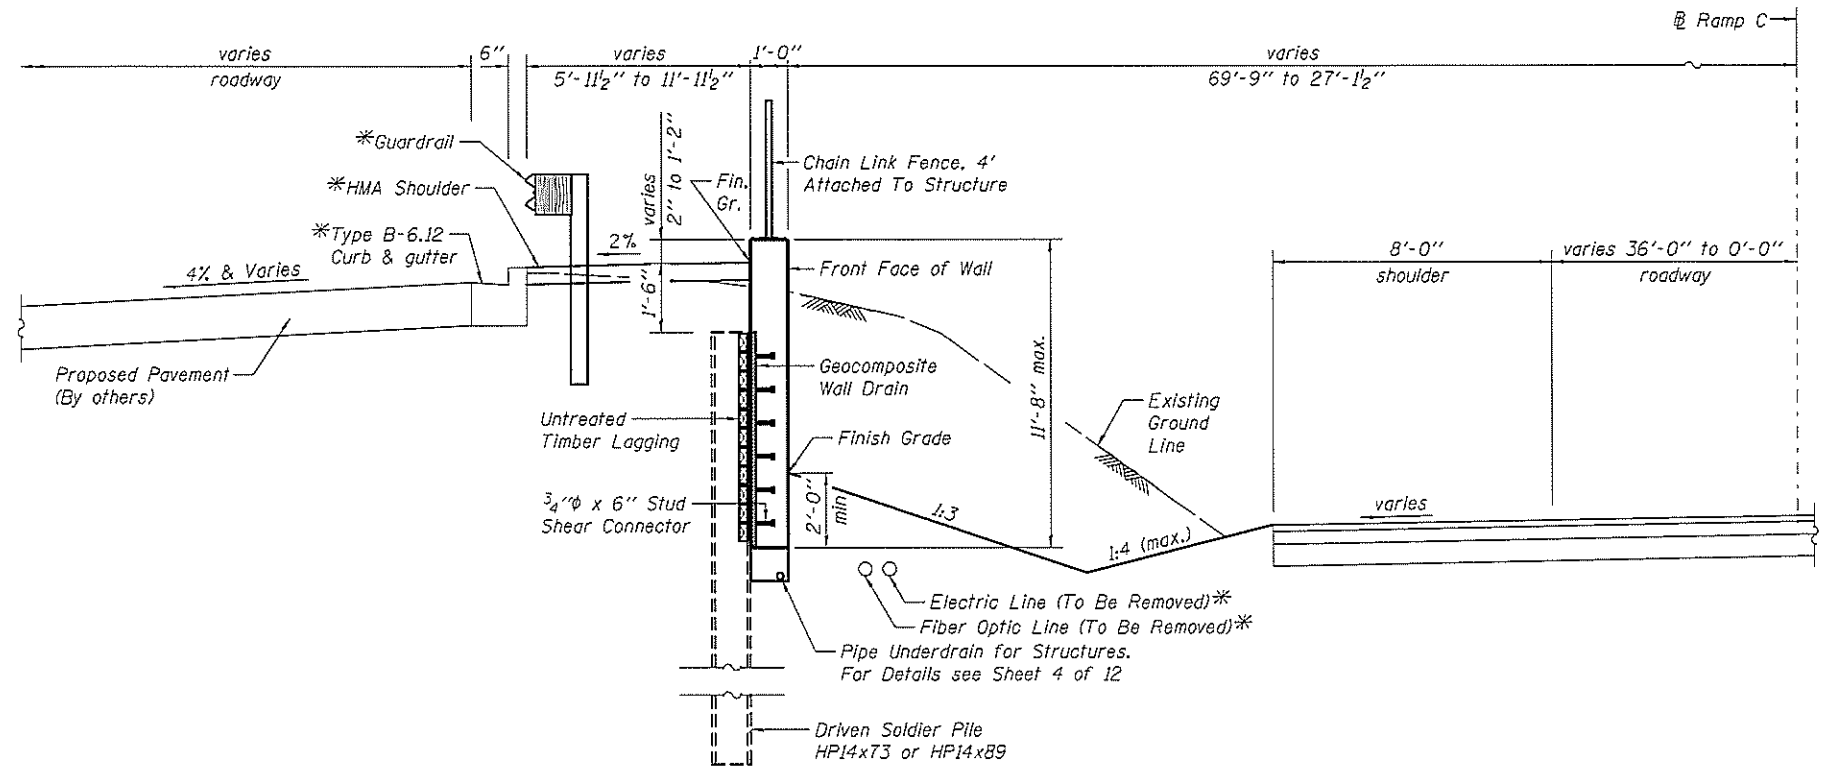 ℄ Ramp C
varies
roadway
6"
varies
5'-11½" to 11'-11½"
1'-0"
varies
69'-9" to 27'-1½"
*Guardrail
*HMA Shoulder
*Type B-6.12
Curb & gutter
4% & Varies
2%
varies
2" to 1'-2"
1'-6"
Fin.
Gr.
Chain Link Fence, 4'
Attached To Structure
Front Face of Wall
8'-0"
shoulder
varies 36'-0" to 0'-0"
roadway
Proposed Pavement
(By others)
Geocomposite
Wall Drain
11'-8" max.
Existing
Ground
Line
Untreated
Timber Lagging
Finish Grade
¾"ϕ x 6" Stud
Shear Connector
2'-0"
min
1:3
1:4 (max.)
varies
Electric Line (To Be Removed)*
Fiber Optic Line (To Be Removed)*
Pipe Underdrain for Structures.
For Details see Sheet 4 of 12
Driven Soldier Pile
HP14x73 or HP14x89